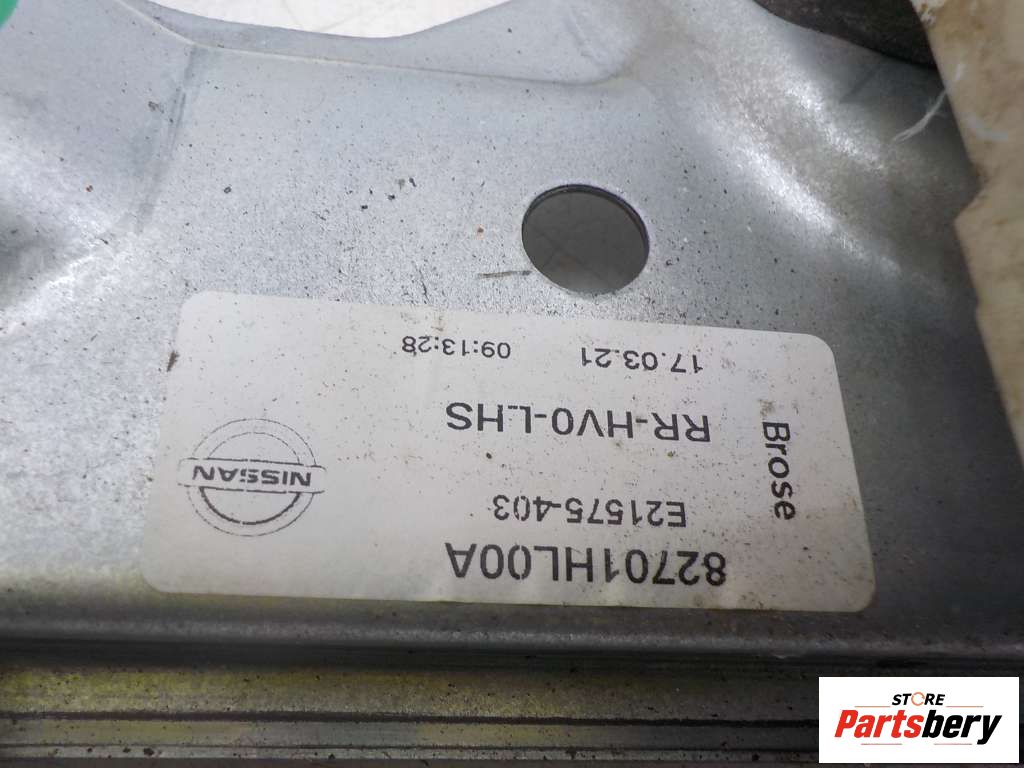 82701HL00A
E21575-403
RR-HV0-LHS
17.03.21 09:13:28
Brose
NISSAN
STORE
Partsbery